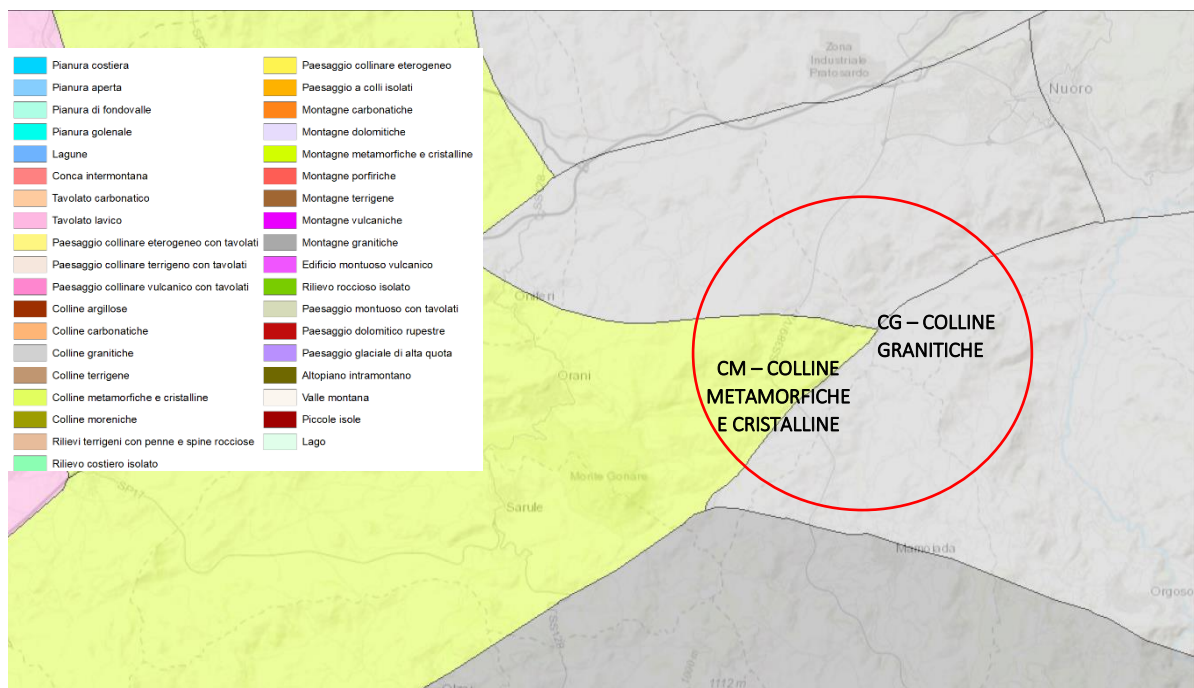 Zona
Industriale
Pratosardo
Nuoro
Pianura costiera
Pianura aperta
Pianura di fondovalle
Pianura golenale
Lagune
Conca intermontana
Tavolato carbonatico
Tavolato lavico
Paesaggio collinare eterogeneo con tavolati
Paesaggio collinare terrigeno con tavolati
Paesaggio collinare vulcanico con tavolati
Colline argillose
Colline carbonatiche
Colline granitiche
Colline terrigene
Colline metamorfiche e cristalline
Colline moreniche
Rilievi terrigeni con penne e spine rocciose
Rilievo costiero isolato
Paesaggio collinare eterogeneo
Paesaggio a colli isolati
Montagne carbonatiche
Montagne dolomitiche
Montagne metamorfiche e cristalline
Montagne porfiriche
Montagne terrigene
Montagne vulcaniche
Montagne granitiche
Edificio montuoso vulcanico
Rilievo roccioso isolato
Paesaggio montuoso con tavolati
Paesaggio dolomitico rupestre
Paesaggio glaciale di alta quota
Altopiano intramontano
Valle montana
Piccole isole
Lago
Oniferi
CG – COLLINE
GRANITICHE
CM – COLLINE
METAMORFICHE
E CRISTALLINE
Orani
Monte Gonare
SP17
Sarule
Mamoiada
Orgoso
SS128
1112 m